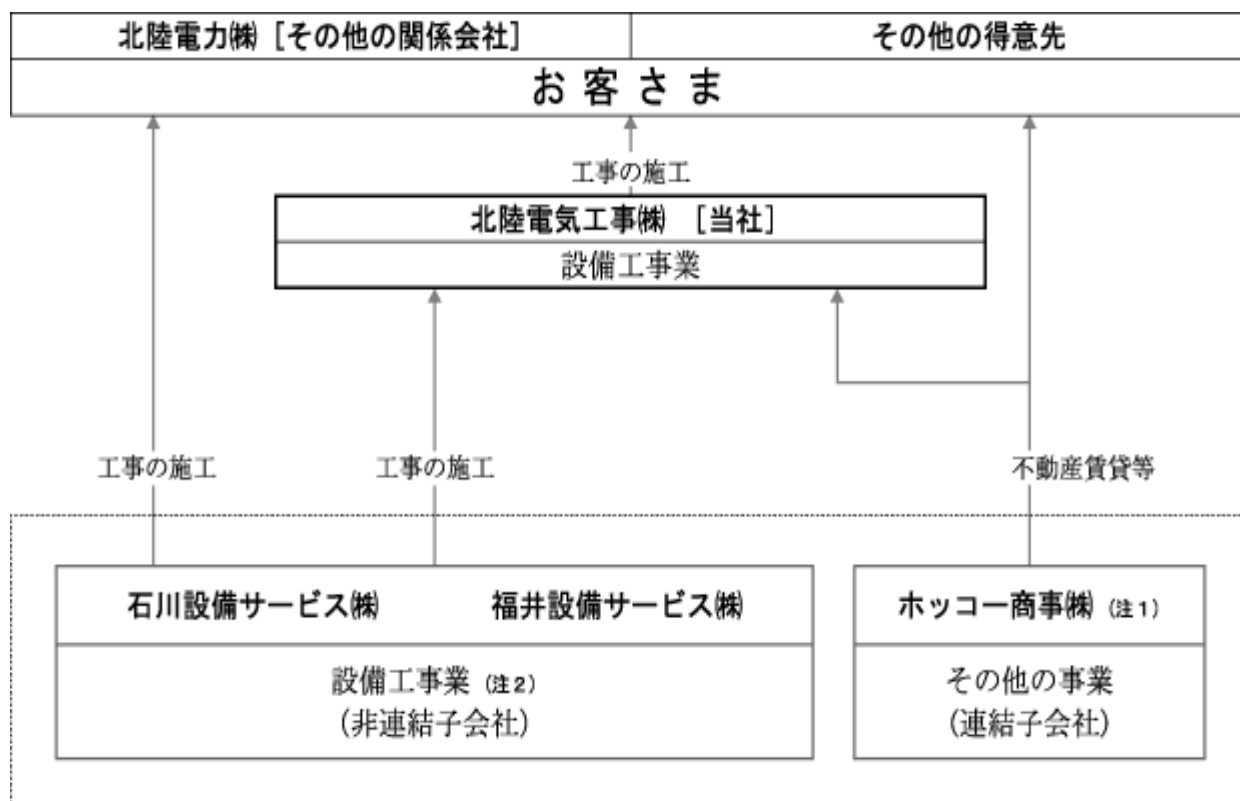 北陸電力㈱ [その他の関係会社]
その他の得意先
お客さま
工事の施工
北陸電気工事㈱ [当社]
設備工事業
工事の施工
工事の施工
不動産賃貸等
石川設備サービス㈱
福井設備サービス㈱
ホッコー商事㈱ (注1)
設備工事業 (注2)
(非連結子会社)
その他の事業
(連結子会社)